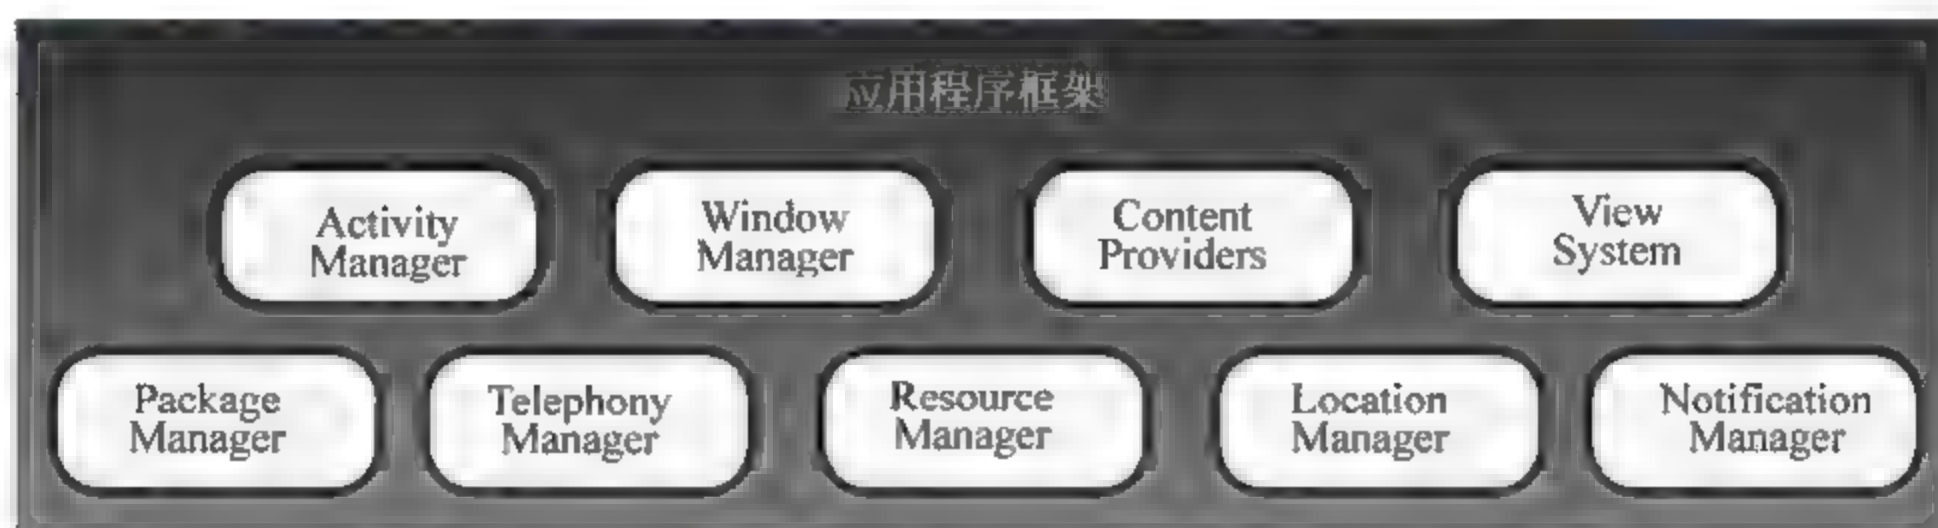 应用程序框架
Activity
Manager
Window
Manager
Content
Providers
View
System
Package
Manager
Telephony
Manager
Resource
Manager
Location
Manager
Notification
Manager